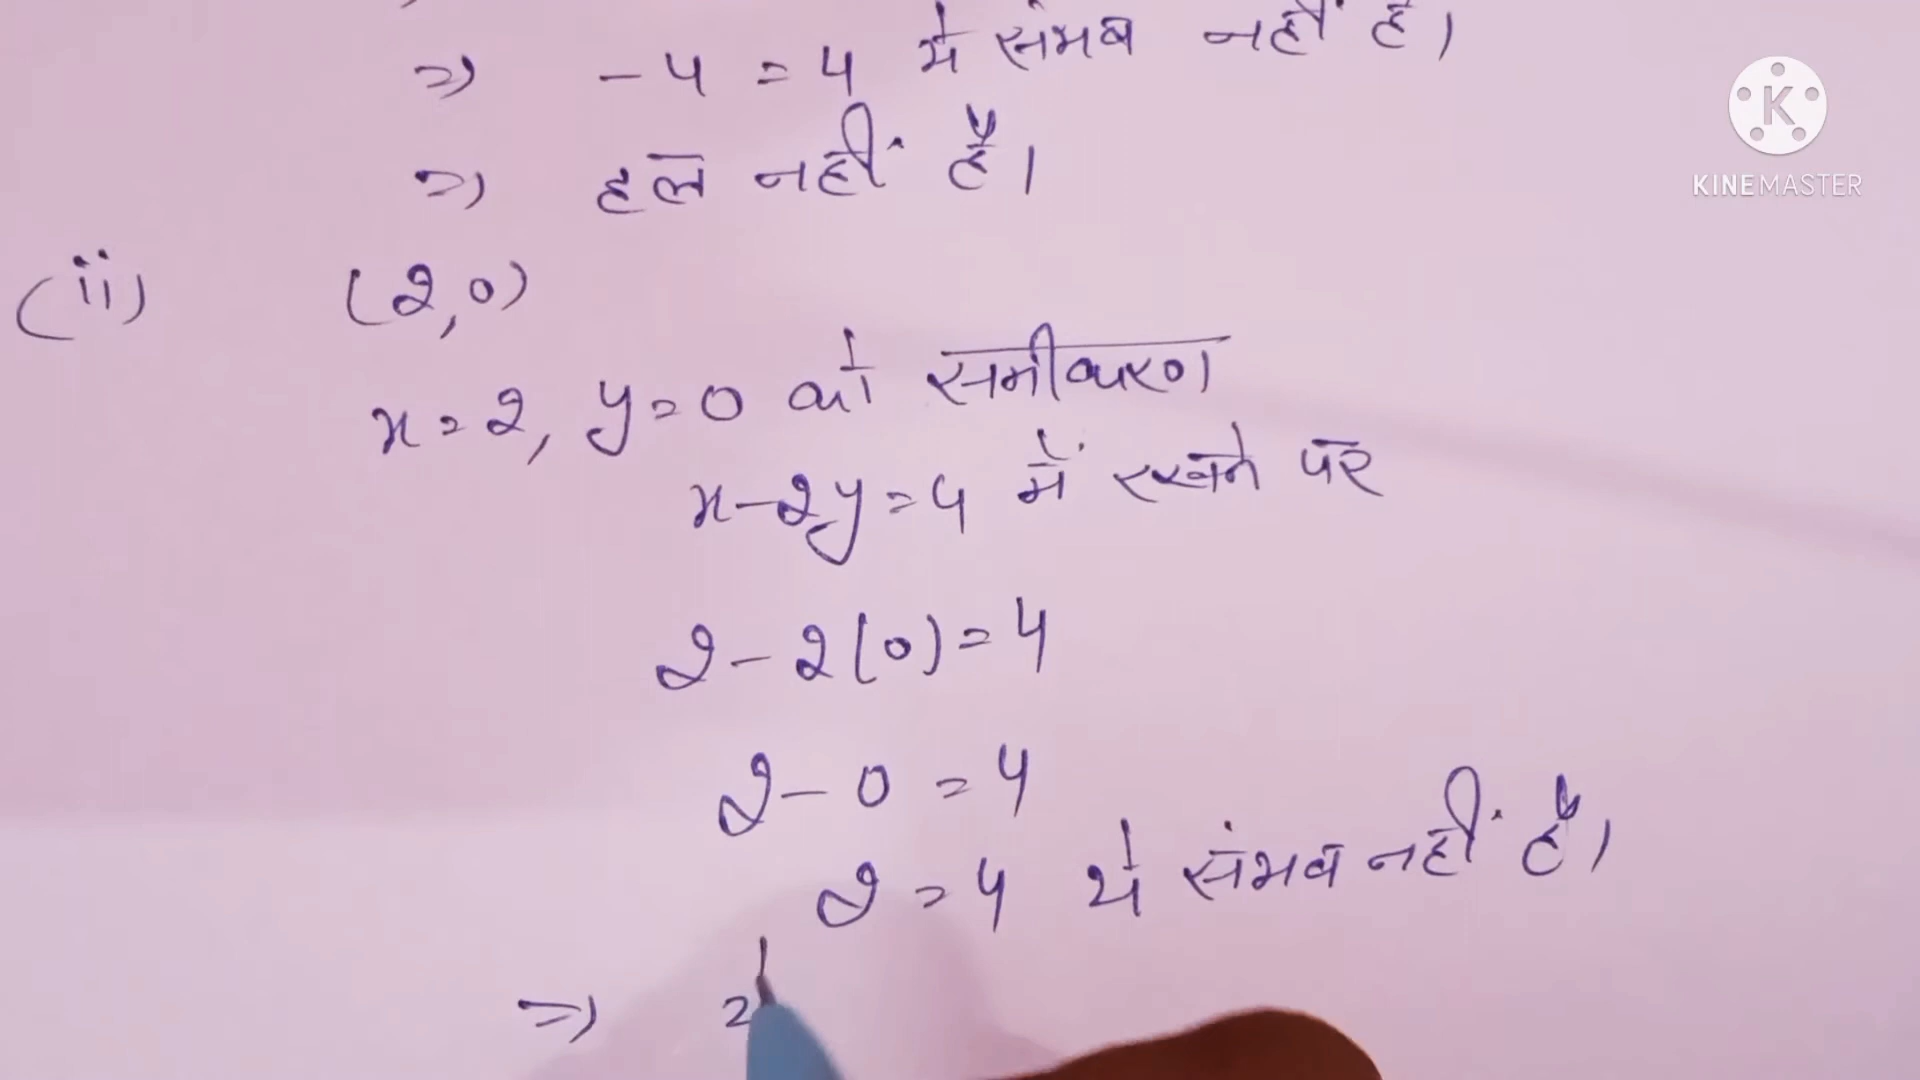 ⇒ -4 = 4 ये संभव नहीं है।
⇒ हल नहीं है।
(ii) (2,0)
x = 2, y = 0 को समीकरण
x-2y = 4 में रखने पर
2 - 2(0) = 4
2 - 0 = 4
2 = 4 ये संभव नहीं है।
⇒
K
KINEMASTER